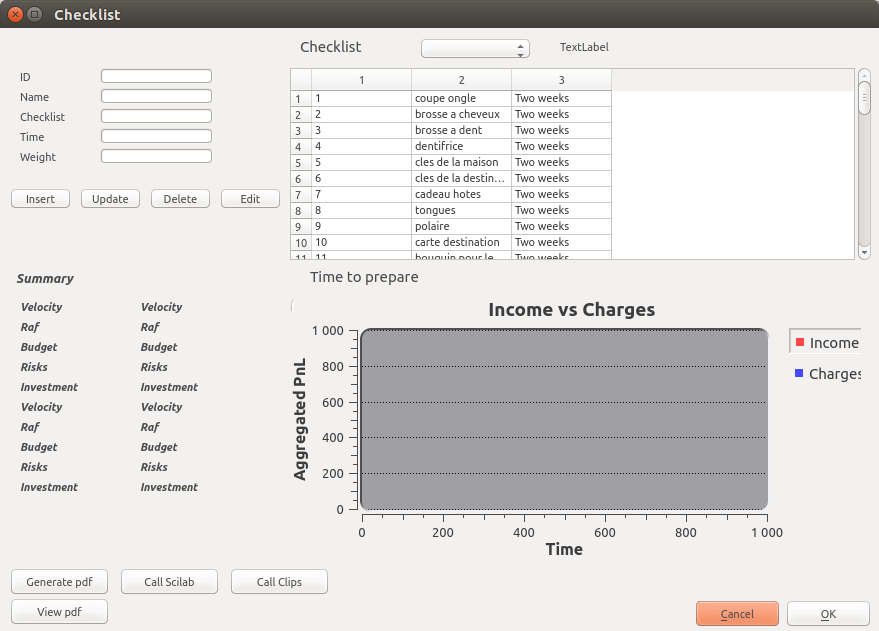 Checklist
Checklist TextLabel
ID
Name
Checklist
Time
Weight
Insert Update Delete Edit
1 2 3
1 1 coupe ongle Two weeks
2 2 brosse a cheveux Two weeks
3 3 brosse a dent Two weeks
4 4 dentifrice Two weeks
5 5 cles de la maison Two weeks
6 6 cles de la destin... Two weeks
7 7 cadeau hotes Two weeks
8 8 tongues Two weeks
9 9 polaire Two weeks
10 10 carte destination Two weeks
11 11 bouquin pour le Two weeks
Summary
Velocity Velocity
Raf Raf
Budget Budget
Risks Risks
Investment Investment
Velocity Velocity
Raf Raf
Budget Budget
Risks Risks
Investment Investment
Time to prepare
Income vs Charges
Aggregated PnL
1 000
800
600
400
200
0
0 200 400 600 800 1 000
Time
Income
Charges
Generate pdf Call Scilab Call Clips
View pdf
Cancel OK